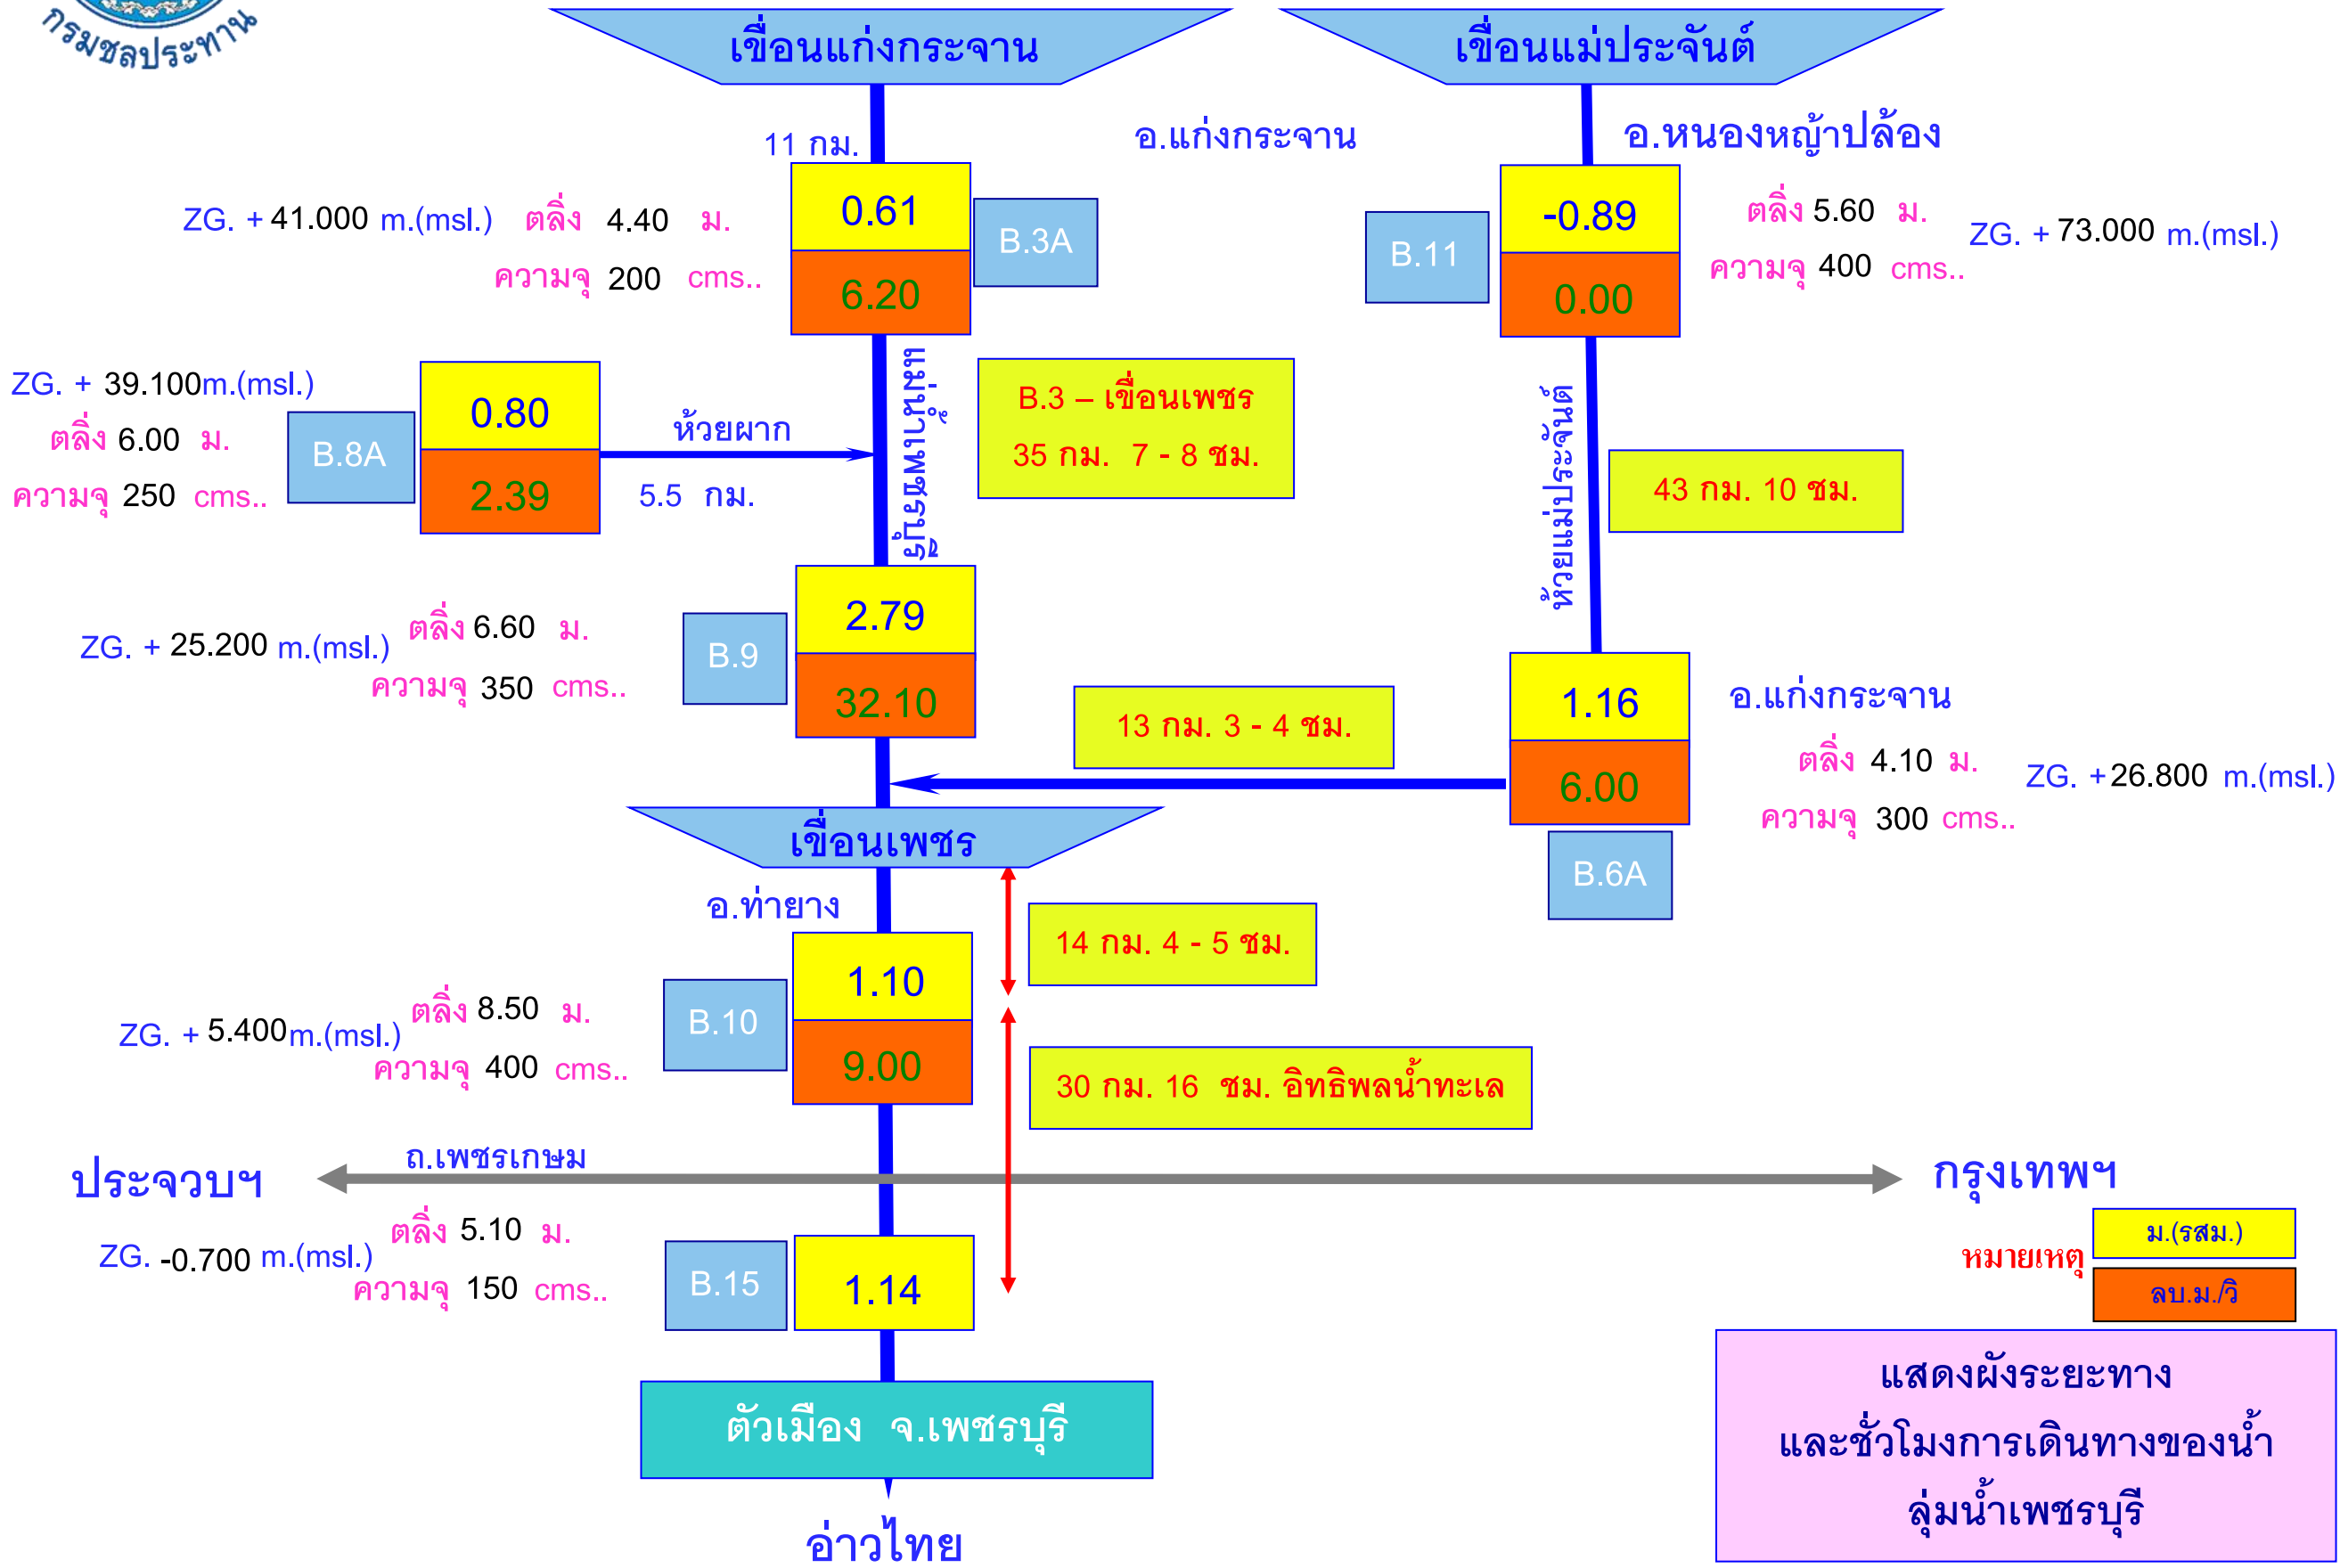 กรมชลประทาน
เขื่อนแก่งกระจาน
เขื่อนแม่ประจันต์
11 กม.
อ.แก่งกระจาน
อ.หนองหญ้าปล้อง
ZG. + 41.000 m.(msl.)
ตลิ่ง 4.40 ม.
ความจุ 200 cms..
0.61
6.20
B.3A
B.11
-0.89
0.00
ตลิ่ง 5.60 ม.
ความจุ 400 cms..
ZG. + 73.000 m.(msl.)
ZG. + 39.100m.(msl.)
ตลิ่ง 6.00 ม.
ความจุ 250 cms..
B.8A
0.80
2.39
ห้วยผาก
5.5 กม.
แม่น้ำเพชรบุรี
B.3 – เขื่อนเพชร
35 กม. 7 - 8 ชม.
ห้วยแม่ประจันต์
43 กม. 10 ชม.
ZG. + 25.200 m.(msl.)
ตลิ่ง 6.60 ม.
ความจุ 350 cms..
B.9
2.79
32.10
13 กม. 3 - 4 ชม.
1.16
6.00
B.6A
อ.แก่งกระจาน
ตลิ่ง 4.10 ม.
ความจุ 300 cms..
ZG. + 26.800 m.(msl.)
เขื่อนเพชร
อ.ท่ายาง
14 กม. 4 - 5 ชม.
ZG. + 5.400m.(msl.)
ตลิ่ง 8.50 ม.
ความจุ 400 cms..
B.10
1.10
9.00
30 กม. 16 ชม. อิทธิพลน้ำทะเล
ประจวบฯ
ถ.เพชรเกษม
กรุงเทพฯ
ZG. -0.700 m.(msl.)
ตลิ่ง 5.10 ม.
ความจุ 150 cms..
B.15
1.14
หมายเหตุ
ม.(รสม.)
ลบ.ม./วิ
ตัวเมือง จ.เพชรบุรี
อ่าวไทย
แสดงผังระยะทาง
และชั่วโมงการเดินทางของน้ำ
ลุ่มน้ำเพชรบุรี